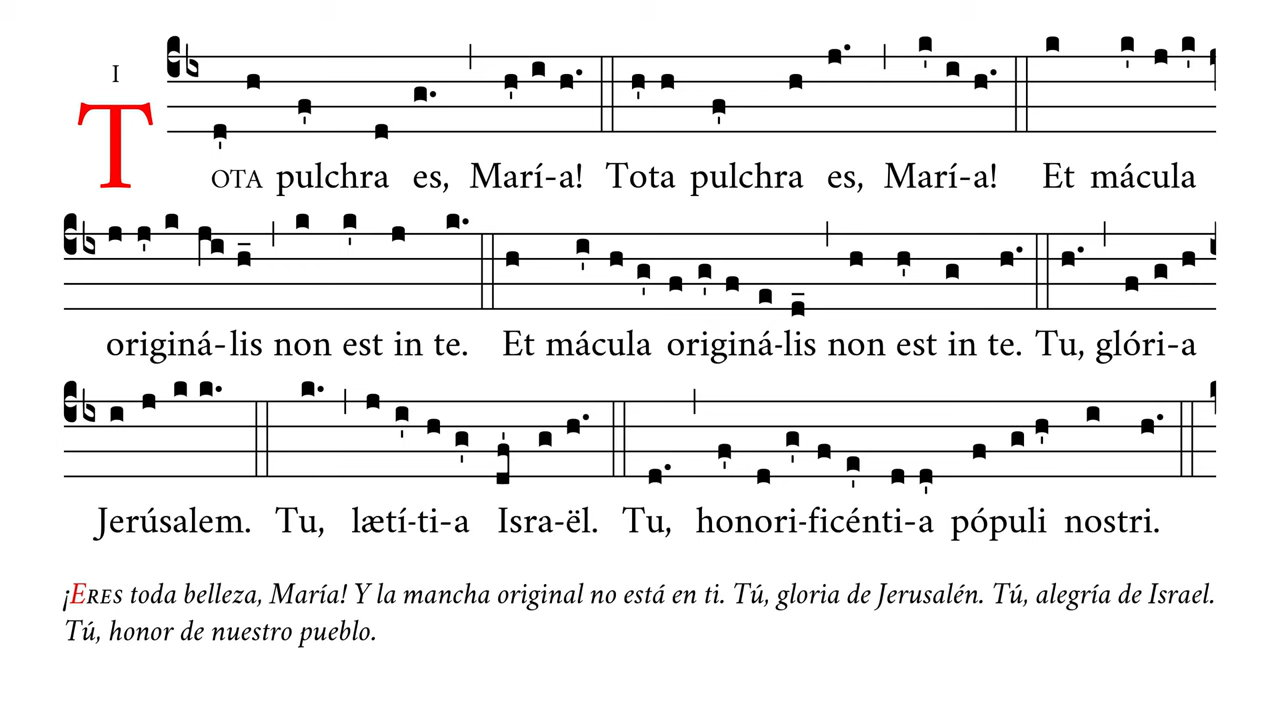 I
TOTA pulchra es, Marí-a! Tota pulchra es, Marí-a! Et mácula
originá-lis non est in te. Et mácula originá-lis non est in te. Tu, glóri-a
Jerúsalem. Tu, lætí-ti-a Isra-ël. Tu, honori-ficénti-a pópuli nostri.
¡ERES toda belleza, María! Y la mancha original no está en ti. Tú, gloria de Jerusalén. Tú, alegría de Israel.
Tú, honor de nuestro pueblo.